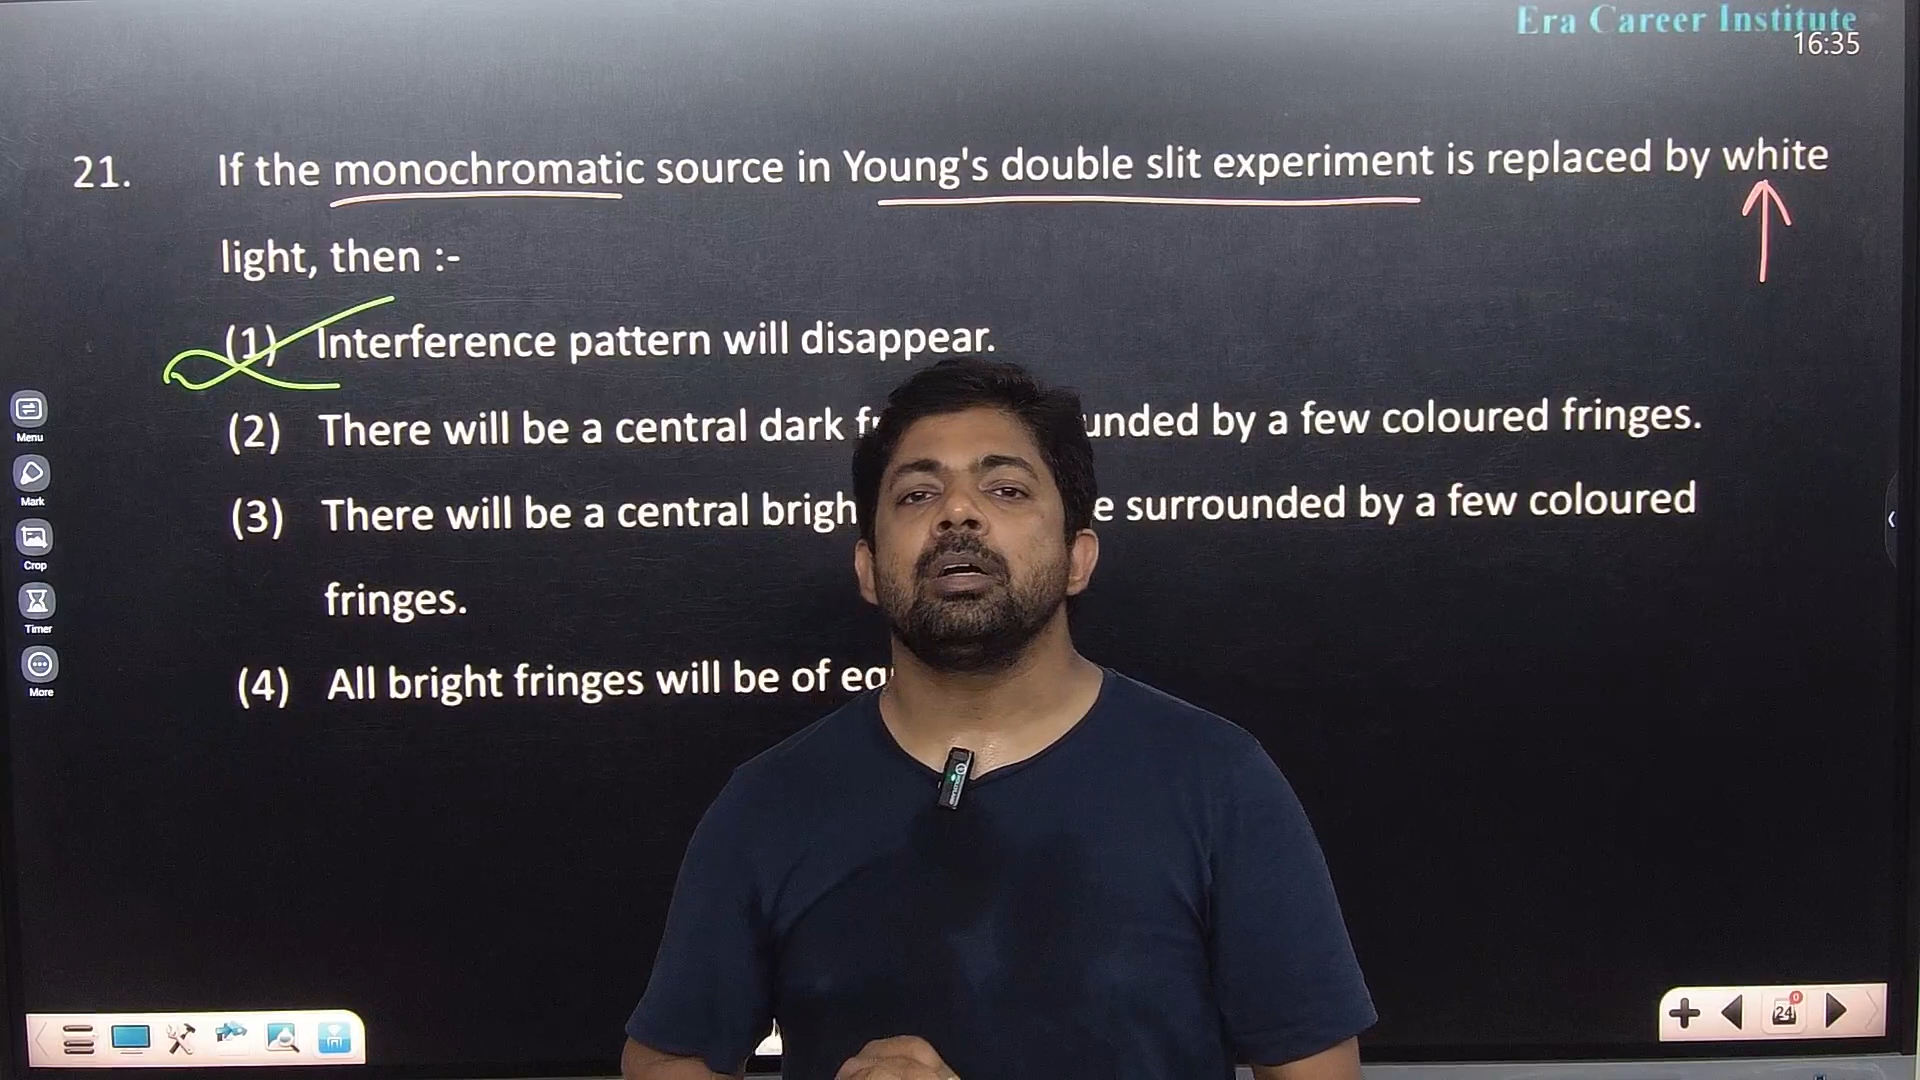 Era Career Institute
16:35
21. If the monochromatic source in Young's double slit experiment is replaced by white
light, then :-
(1) Interference pattern will disappear.
(2) There will be a central dark by a few coloured fringes.
(3) There will be a central surrounded by a few coloured
fringes.
(4) All bright fringes will be of
Menu
Mark
Crop
Timer
More
24
0